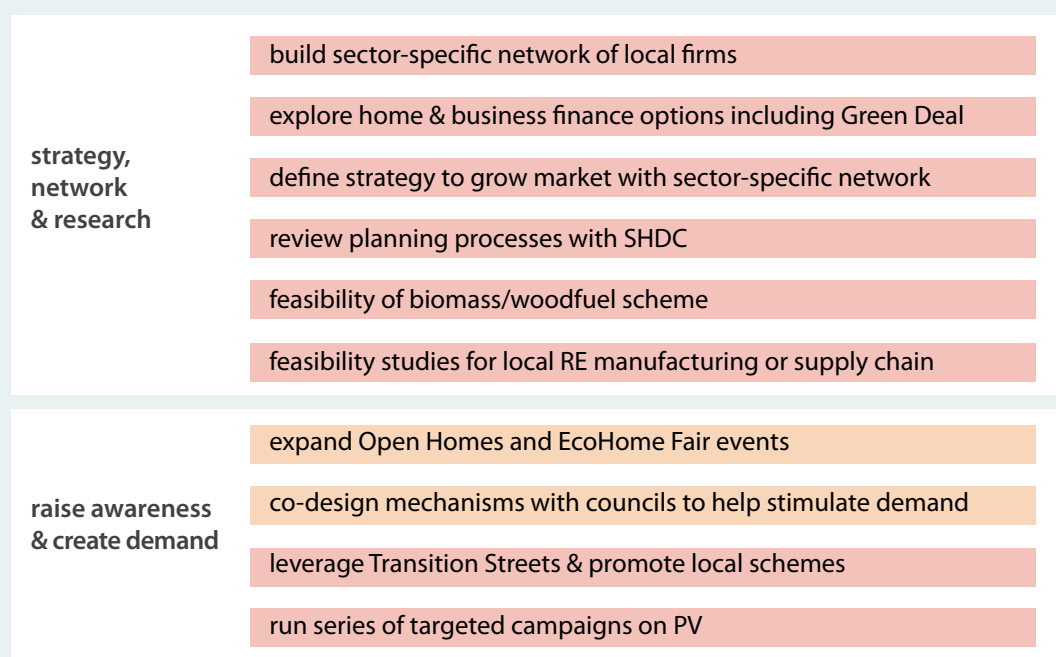 strategy,
network
& research
build sector-specific network of local firms
explore home & business finance options including Green Deal
define strategy to grow market with sector-specific network
review planning processes with SHDC
feasibility of biomass/woodfuel scheme
feasibility studies for local RE manufacturing or supply chain
raise awareness
& create demand
expand Open Homes and EcoHome Fair events
co-design mechanisms with councils to help stimulate demand
leverage Transition Streets & promote local schemes
run series of targeted campaigns on PV